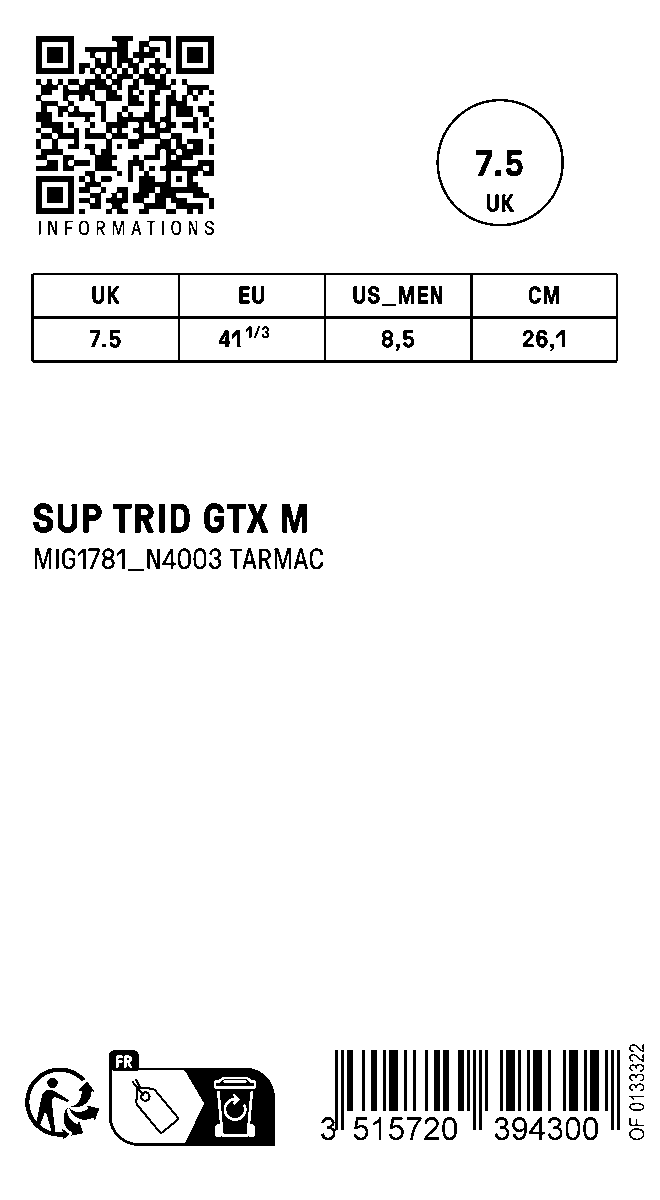 INFORMATIONS
7.5
UK
UK EU US_MEN CM
7.5 41 1/3 8,5 26,1
SUP TRID GTX M
MIG1781_N4003 TARMAC
FR
3 515720 394300
OF 0133322